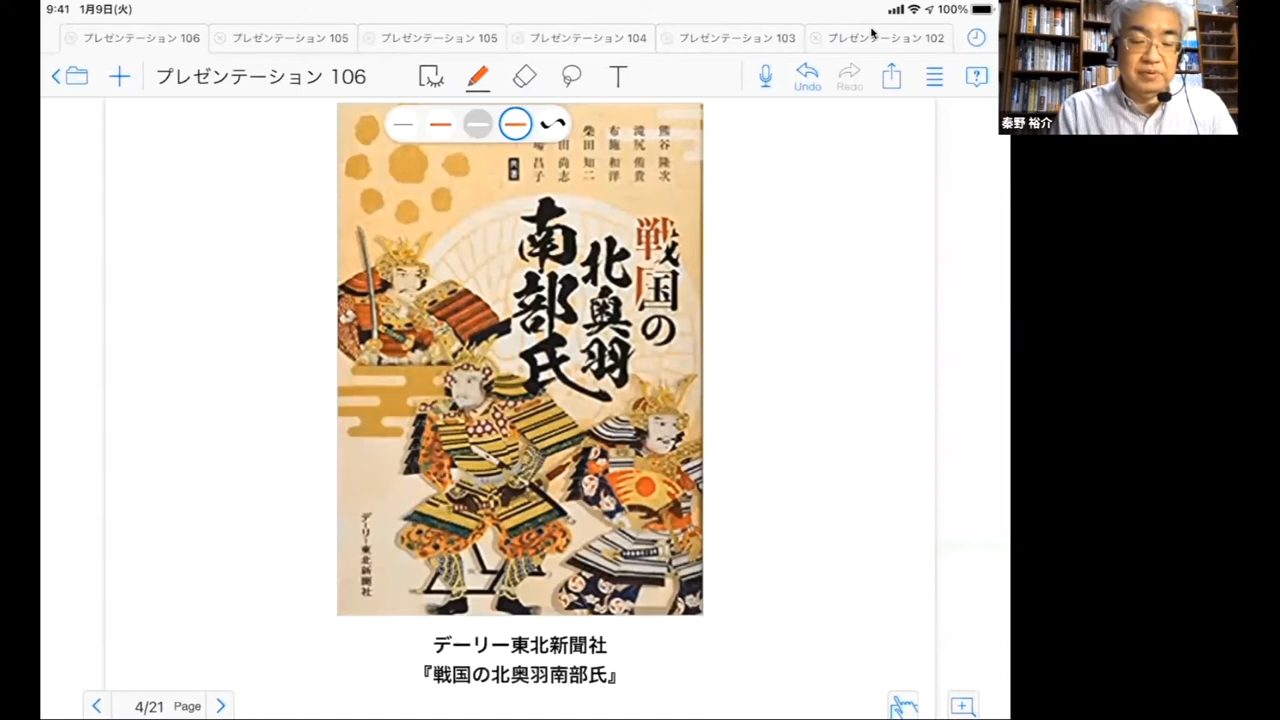 9:41 1月9日(火)
100%
プレゼンテーション 106
プレゼンテーション 105
プレゼンテーション 105
プレゼンテーション 104
プレゼンテーション 103
プレゼンテーション 102
プレゼンテーション 106
T
Undo
Redo
秦野 裕介
熊谷 隆次
滝尻 侑貴
布施 和洋
柴田 知二
田 尚志
昌子
共著
戦国の
北奥羽
南部氏
デーリー東北新聞社
デーリー東北新聞社
『戦国の北奥羽南部氏』
4/21 Page